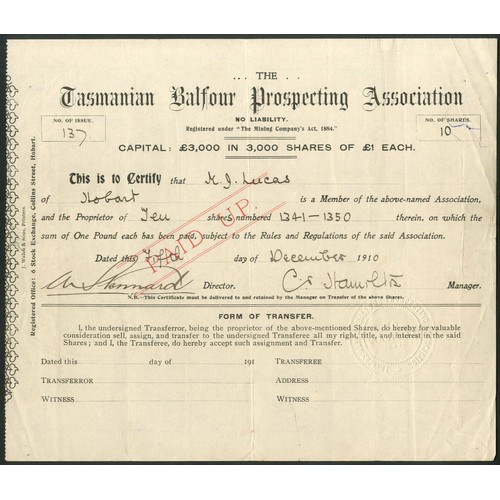 ... THE ...
Tasmanian Balfour Prospecting Association
NO LIABILITY.
Registered under "The Mining Company's Act, 1884."
NO. OF ISSUE.
137
NO. OF SHARES.
10
CAPITAL: £3,000 IN 3,000 SHARES OF £1 EACH.
This is to Certify that K. J. Lucas
of Hobart is a Member of the above-named Association,
and the Proprietor of Ten shares numbered 1341-1350 therein, on which the
sum of One Pound each has been paid, subject to the Rules and Regulations of the said Association.
PAID UP.
Dated this day of December 1910
Director. Manager.
N.B.—This Certificate must be delivered to and retained by the Manager on Transfer of the above Shares.
FORM OF TRANSFER.
I, the undersigned Transferror, being the proprietor of the above-mentioned Shares, do hereby for valuable
consideration sell, assign, and transfer to the undersigned Transferee all my right, title, and interest in the said
Shares; and I, the Transferee, do hereby accept such assignment and Transfer.
Dated this day of 191 TRANSFEREE
TRANSFERROR ADDRESS
WITNESS WITNESS
Registered Office: 6 Stock Exchange, Collins Street, Hobart.
J. Walch & Sons, Printers.